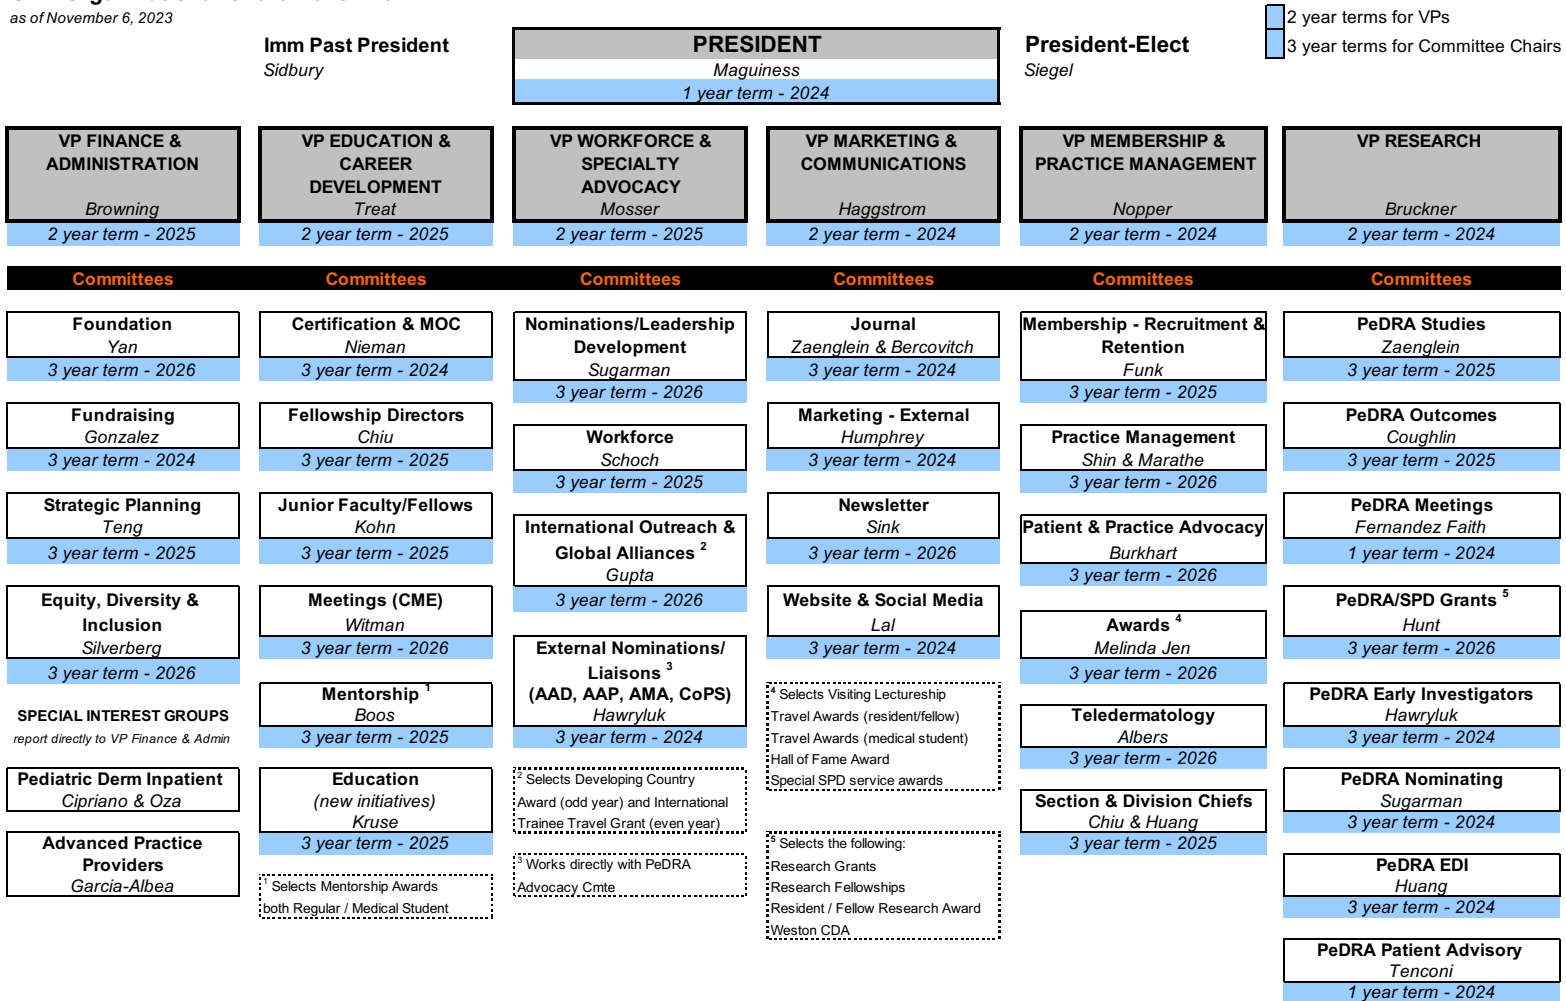 as of November 6, 2023
2 year terms for VPs
3 year terms for Committee Chairs
Imm Past President
Sidbury
PRESIDENT
Maguiness
1 year term - 2024
President-Elect
Siegel
VP FINANCE &
ADMINISTRATION
Browning
2 year term - 2025
VP EDUCATION &
CAREER
DEVELOPMENT
Treat
2 year term - 2025
VP WORKFORCE &
SPECIALTY
ADVOCACY
Mosser
2 year term - 2025
VP MARKETING &
COMMUNICATIONS
Haggstrom
2 year term - 2024
VP MEMBERSHIP &
PRACTICE MANAGEMENT
Nopper
2 year term - 2024
VP RESEARCH
Bruckner
2 year term - 2024
Committees
Committees
Committees
Committees
Committees
Committees
Foundation
Yan
3 year term - 2026
Fundraising
Gonzalez
3 year term - 2024
Strategic Planning
Teng
3 year term - 2025
Equity, Diversity &
Inclusion
Silverberg
3 year term - 2026
SPECIAL INTEREST GROUPS
report directly to VP Finance & Admin
Pediatric Derm Inpatient
Cipriano & Oza
Advanced Practice
Providers
Garcia-Albea
Certification & MOC
Nieman
3 year term - 2024
Fellowship Directors
Chiu
3 year term - 2025
Junior Faculty/Fellows
Kohn
3 year term - 2025
Meetings (CME)
Witman
3 year term - 2026
Mentorship 1
Boos
3 year term - 2025
Education
(new initiatives)
Kruse
3 year term - 2025
1 Selects Mentorship Awards
both Regular / Medical Student
Nominations/Leadership
Development
Sugarman
3 year term - 2026
Workforce
Schoch
3 year term - 2025
International Outreach &
Global Alliances 2
Gupta
3 year term - 2026
External Nominations/
Liaisons 3
(AAD, AAP, AMA, CoPS)
Hawryluk
3 year term - 2024
2 Selects Developing Country
Award (odd year) and International
Trainee Travel Grant (even year)
3 Works directly with PeDRA
Advocacy Cmte
Journal
Zaenglein & Bercovitch
3 year term - 2024
Marketing - External
Humphrey
3 year term - 2024
Newsletter
Sink
3 year term - 2026
Website & Social Media
Lal
3 year term - 2024
4 Selects Visiting Lectureship
Travel Awards (resident/fellow)
Travel Awards (medical student)
Hall of Fame Award
Special SPD service awards
5 Selects the following:
Research Grants
Research Fellowships
Resident / Fellow Research Award
Weston CDA
Membership - Recruitment &
Retention
Funk
3 year term - 2025
Practice Management
Shin & Marathe
3 year term - 2026
Patient & Practice Advocacy
Burkhart
3 year term - 2026
Awards 4
Melinda Jen
3 year term - 2026
Teledermatology
Albers
3 year term - 2026
Section & Division Chiefs
Chiu & Huang
3 year term - 2025
PeDRA Studies
Zaenglein
3 year term - 2025
PeDRA Outcomes
Coughlin
3 year term - 2025
PeDRA Meetings
Fernandez Faith
1 year term - 2024
PeDRA/SPD Grants 5
Hunt
3 year term - 2026
PeDRA Early Investigators
Hawryluk
3 year term - 2024
PeDRA Nominating
Sugarman
3 year term - 2024
PeDRA EDI
Huang
3 year term - 2024
PeDRA Patient Advisory
Tenconi
1 year term - 2024